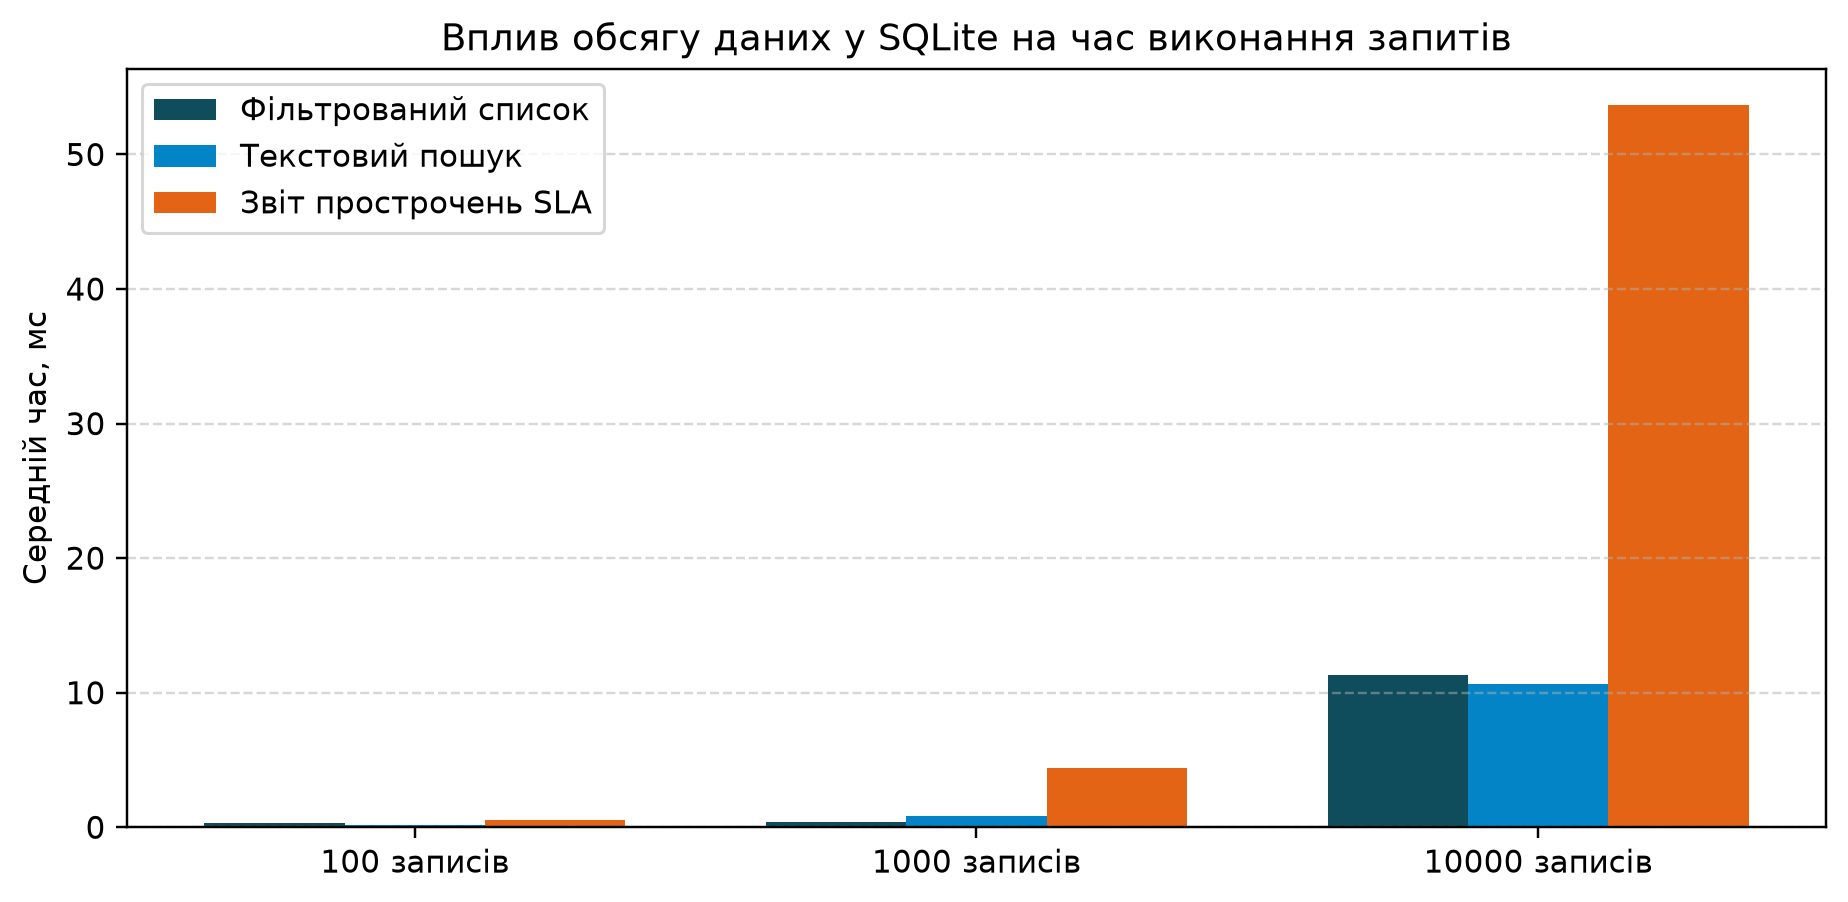 Вплив обсягу даних у SQLite на час виконання запитів
Фільтрований список
Текстовий пошук
Звіт прострочень SLA
Середній час, мс
50
40
30
20
10
0
100 записів
1000 записів
10000 записів